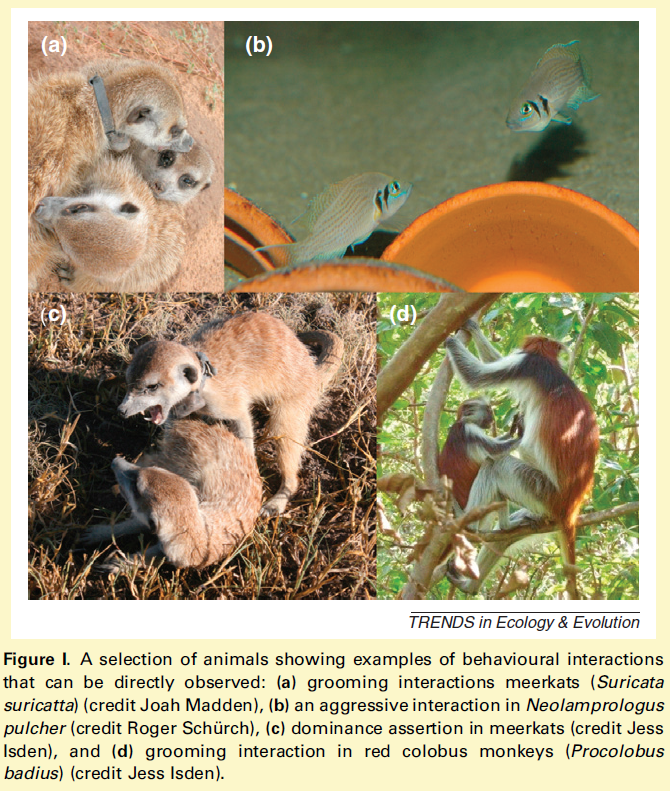 (a)
(b)
(c)
(d)
TRENDS in Ecology & Evolution
Figure I. A selection of animals showing examples of behavioural interactions
that can be directly observed: (a) grooming interactions meerkats (Suricata
suricatta) (credit Joah Madden), (b) an aggressive interaction in Neolamprologus
pulcher (credit Roger Schürch), (c) dominance assertion in meerkats (credit Jess
Isden), and (d) grooming interaction in red colobus monkeys (Procolobus
badius) (credit Jess Isden).